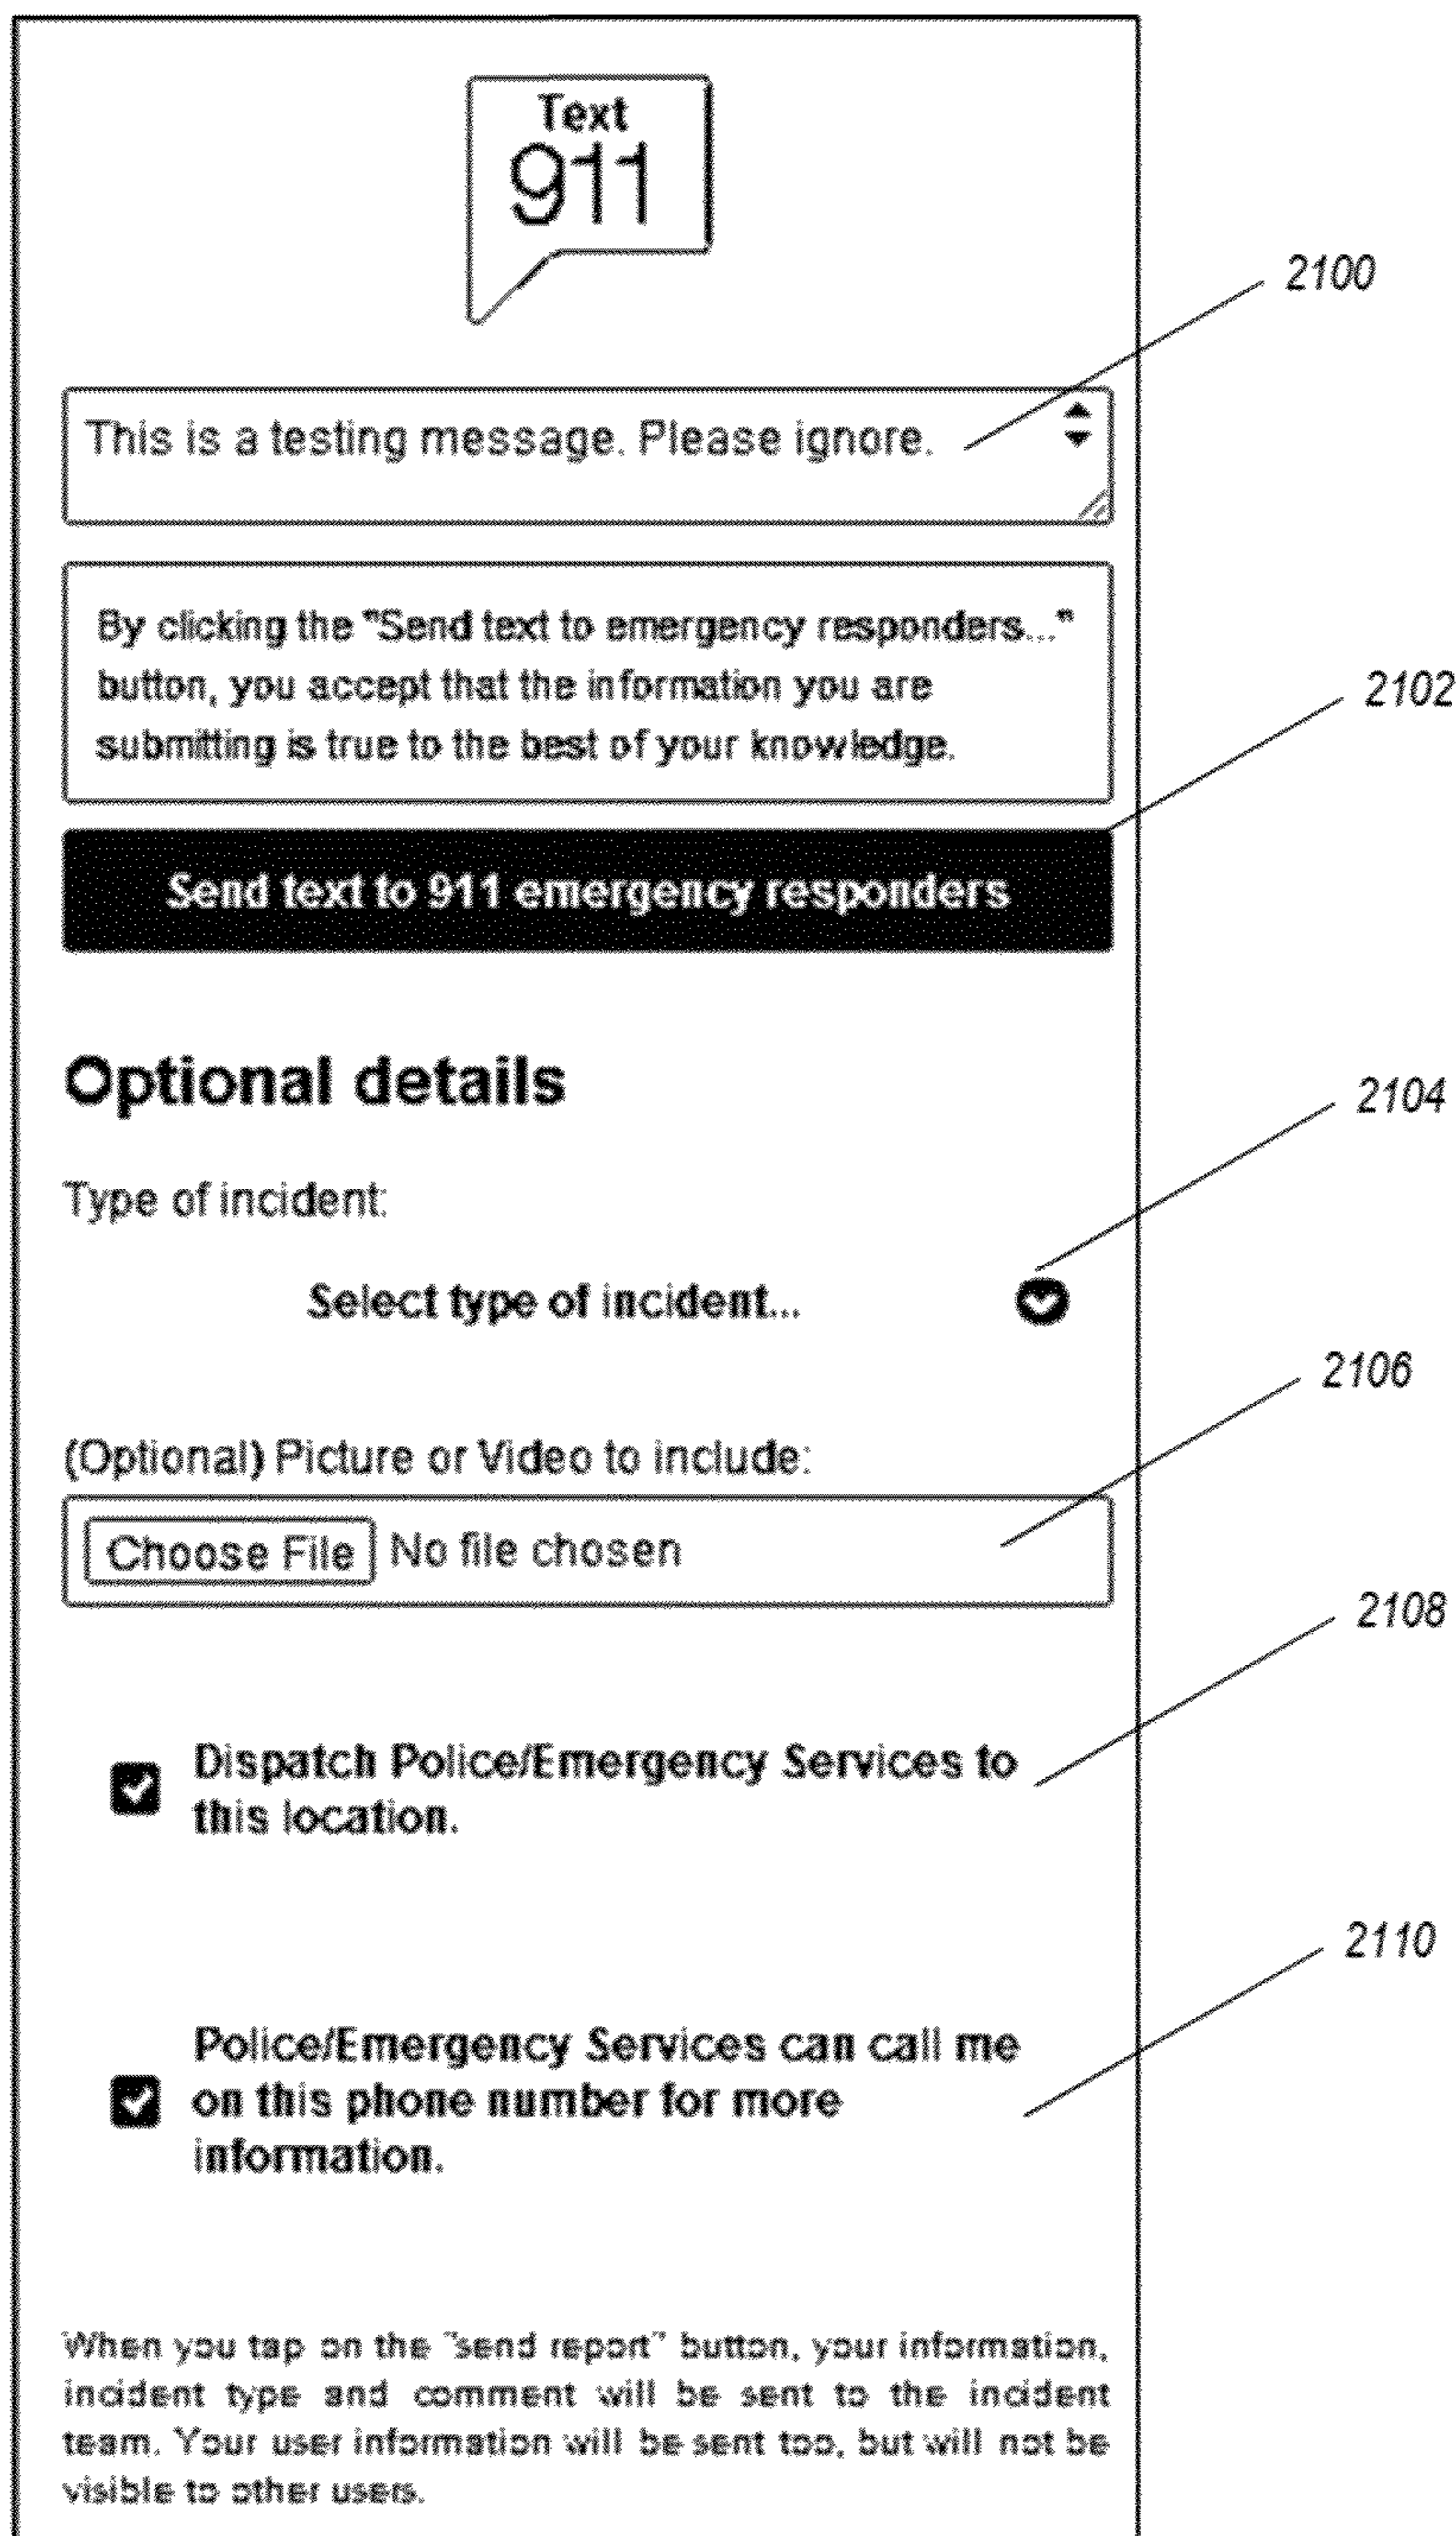 Text
911
2100
This is a testing message. Please ignore.
By clicking the "Send text to emergency responders..."
button, you accept that the information you are
submitting is true to the best of your knowledge.
2102
Send text to 911 emergency responders
Optional details
2104
Type of incident:
Select type of incident...
2106
(Optional) Picture or Video to include:
Choose File No file chosen
2108
Dispatch Police/Emergency Services to
this location.
2110
Police/Emergency Services can call me
on this phone number for more
information.
When you tap on the "send report" button, your information,
incident type and comment will be sent to the incident
team. Your user information will be sent too, but will not be
visible to other users.